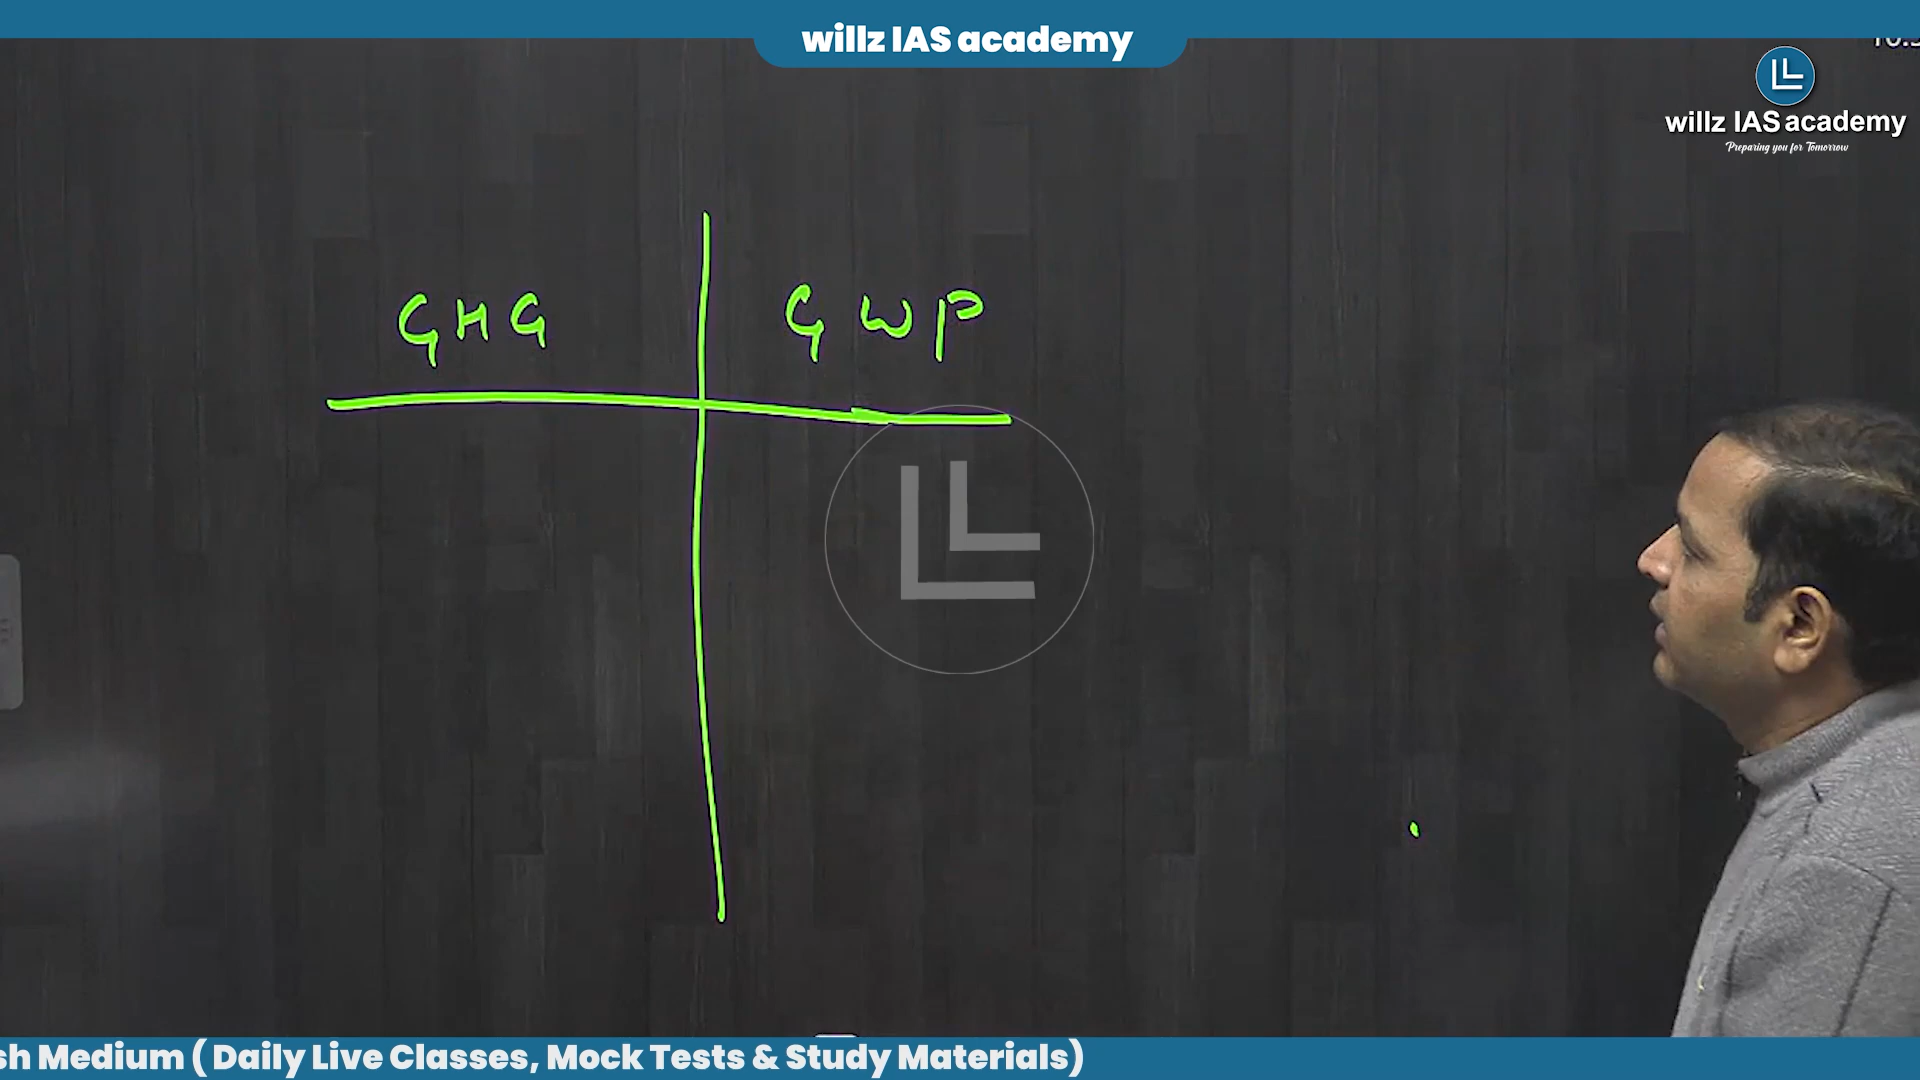 willz IAS academy
willz IAS academy
Preparing you for Tomorrow
GHG GWP
sh Medium ( Daily Live Classes, Mock Tests & Study Materials)